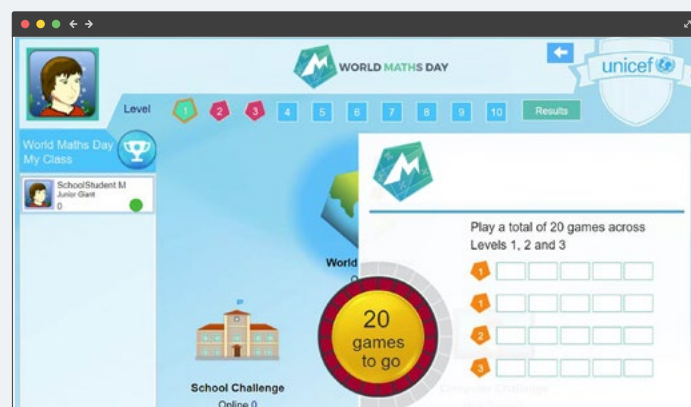 WORLD MATHS DAY
unicef
Level
1 2 3 4 5 6 7 8 9 10
Results
World Maths Day
My Class
SchoolStudent M
Junior Giant
0
World
School Challenge
Online 0
20
games
to go
Play a total of 20 games across
Levels 1, 2 and 3
1
1
2
3